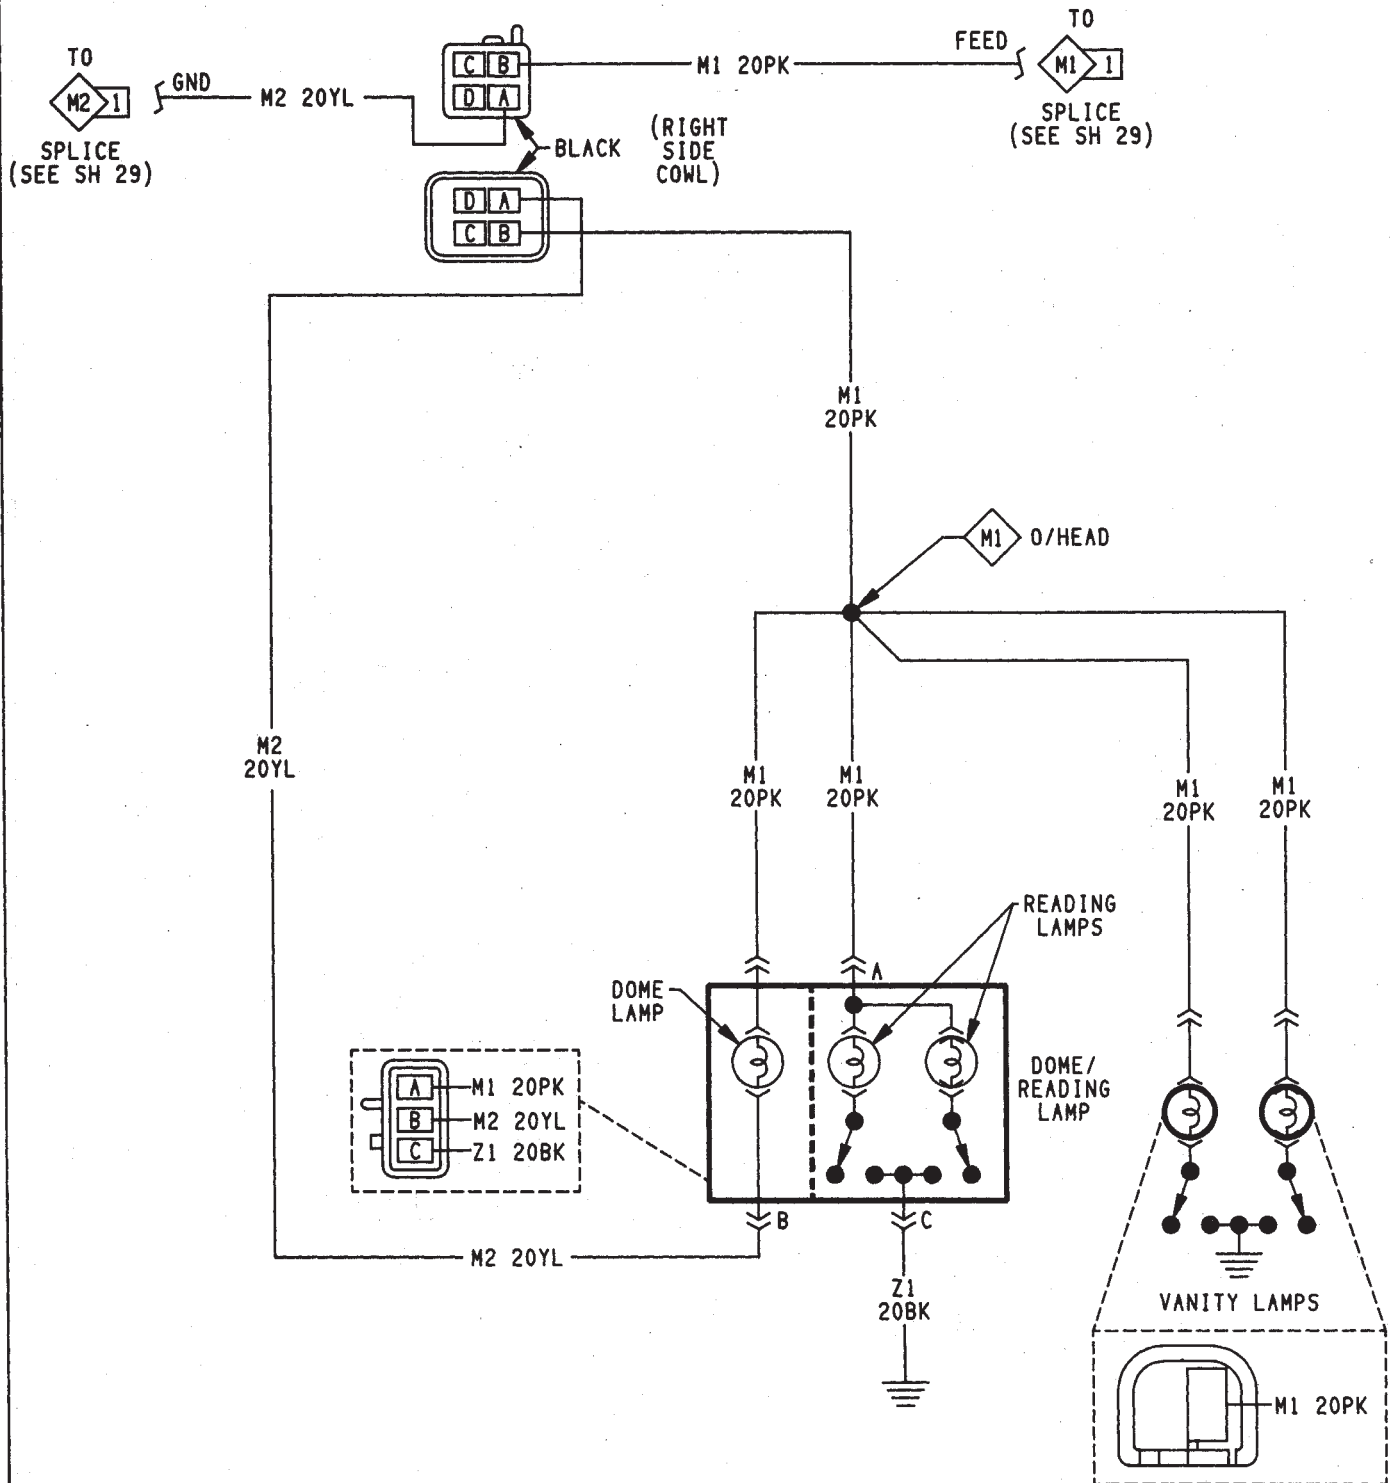 TO
M2 1
SPLICE
(SEE SH 29)
GND
M2 20YL
C B
D A
M1 20PK
FEED
TO
M1 1
SPLICE
(SEE SH 29)
BLACK
(RIGHT
SIDE
COWL)
D A
C B
M1
20PK
M1 O/HEAD
M2
20YL
M1
20PK
M1
20PK
M1
20PK
M1
20PK
READING
LAMPS
A
DOME
LAMP
DOME/
READING
LAMP
A M1 20PK
B M2 20YL
C Z1 20BK
B
C
M2 20YL
Z1
20BK
VANITY LAMPS
M1 20PK